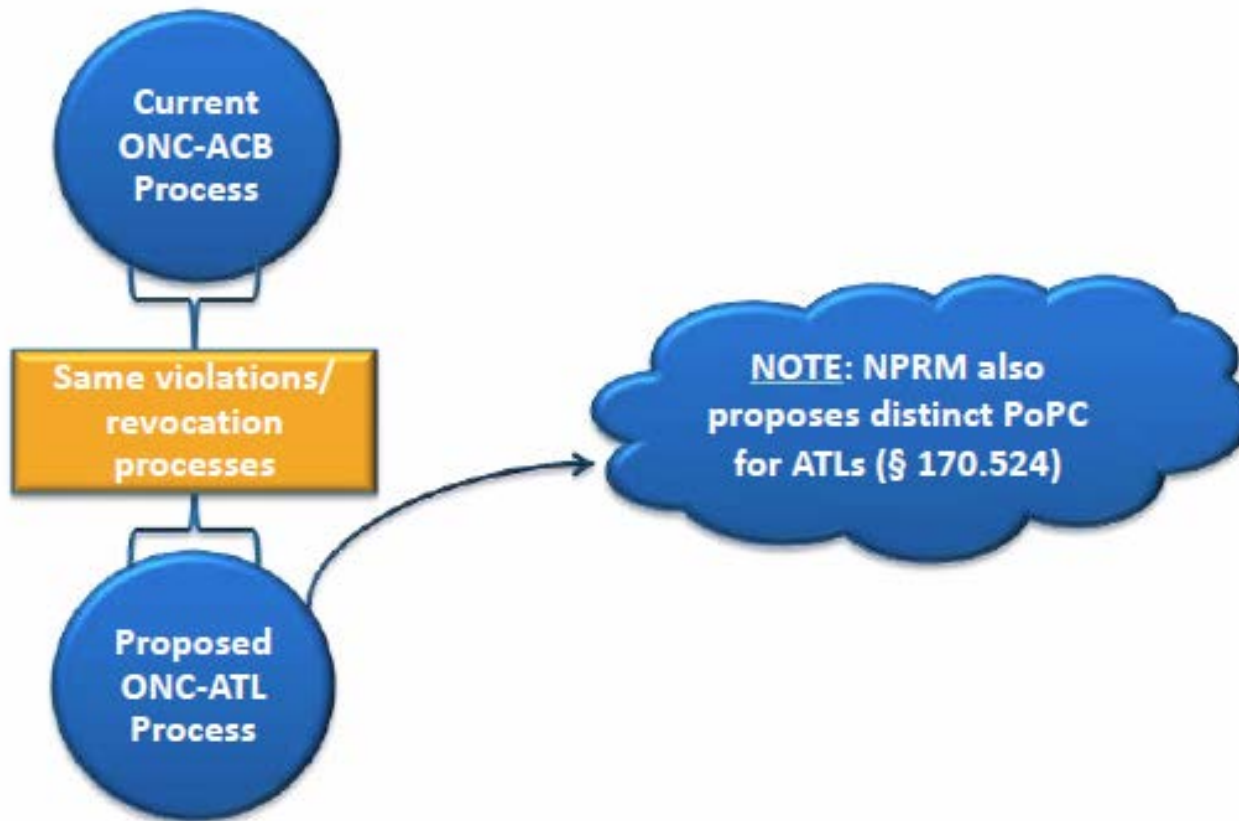 Current
ONC-ACB
Process
Same violations/
revocation
processes
NOTE: NPRM also
proposes distinct PoPC
for ATLs (§ 170.524)
Proposed
ONC-ATL
Process